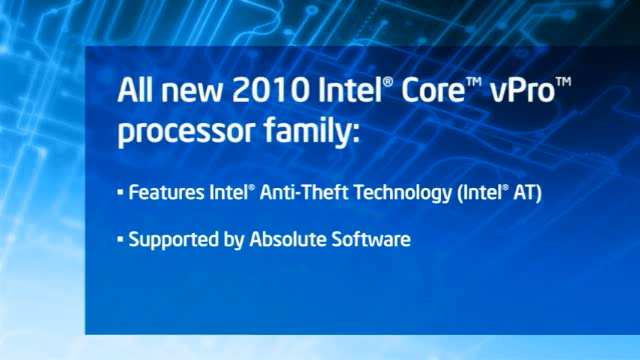 All new 2010 Intel® Core™ vPro™
processor family:
▪ Features Intel® Anti-Theft Technology (Intel® AT)
▪ Supported by Absolute Software